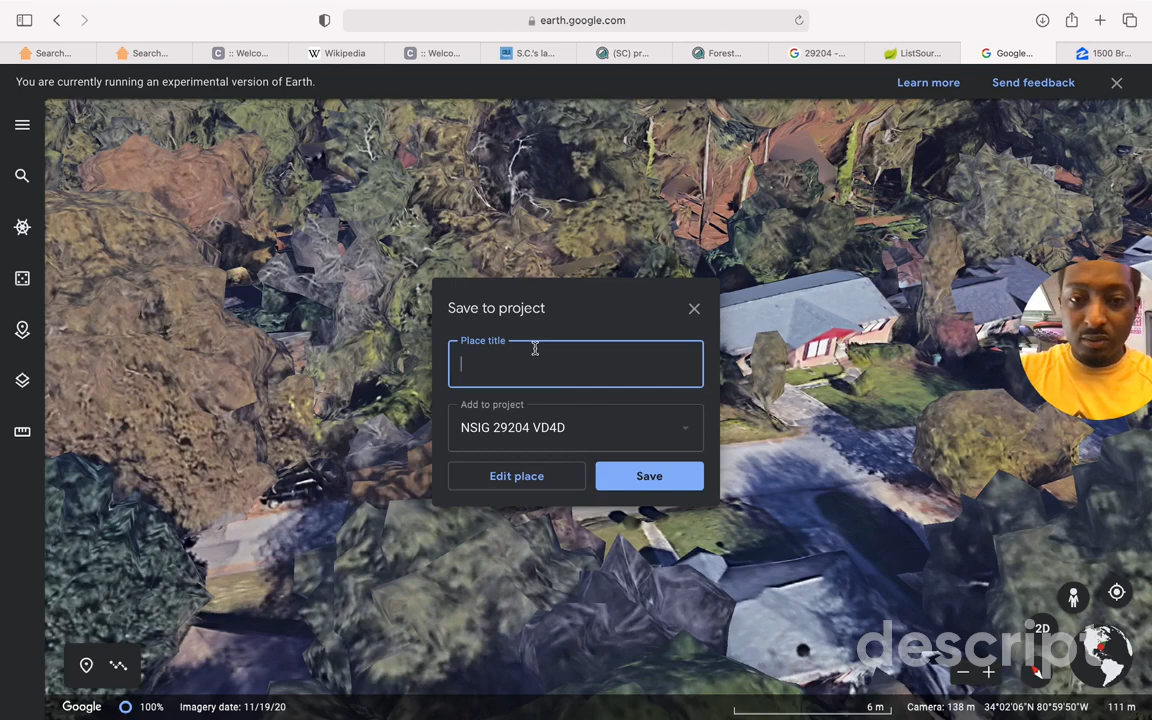 earth.google.com
Search...
Search...
:: Welco...
Wikipedia
:: Welco...
S.C.'s la...
(SC) pr...
Forest...
29204 -...
ListSour...
Google...
1500 Br...
You are currently running an experimental version of Earth.
Learn more
Send feedback
Save to project
Place title
Add to project
NSIG 29204 VD4D
Edit place
Save
2D
descript
Google
100%
Imagery date: 11/19/20
6 m
Camera: 138 m
34°02'06"N 80°59'50"W
111 m